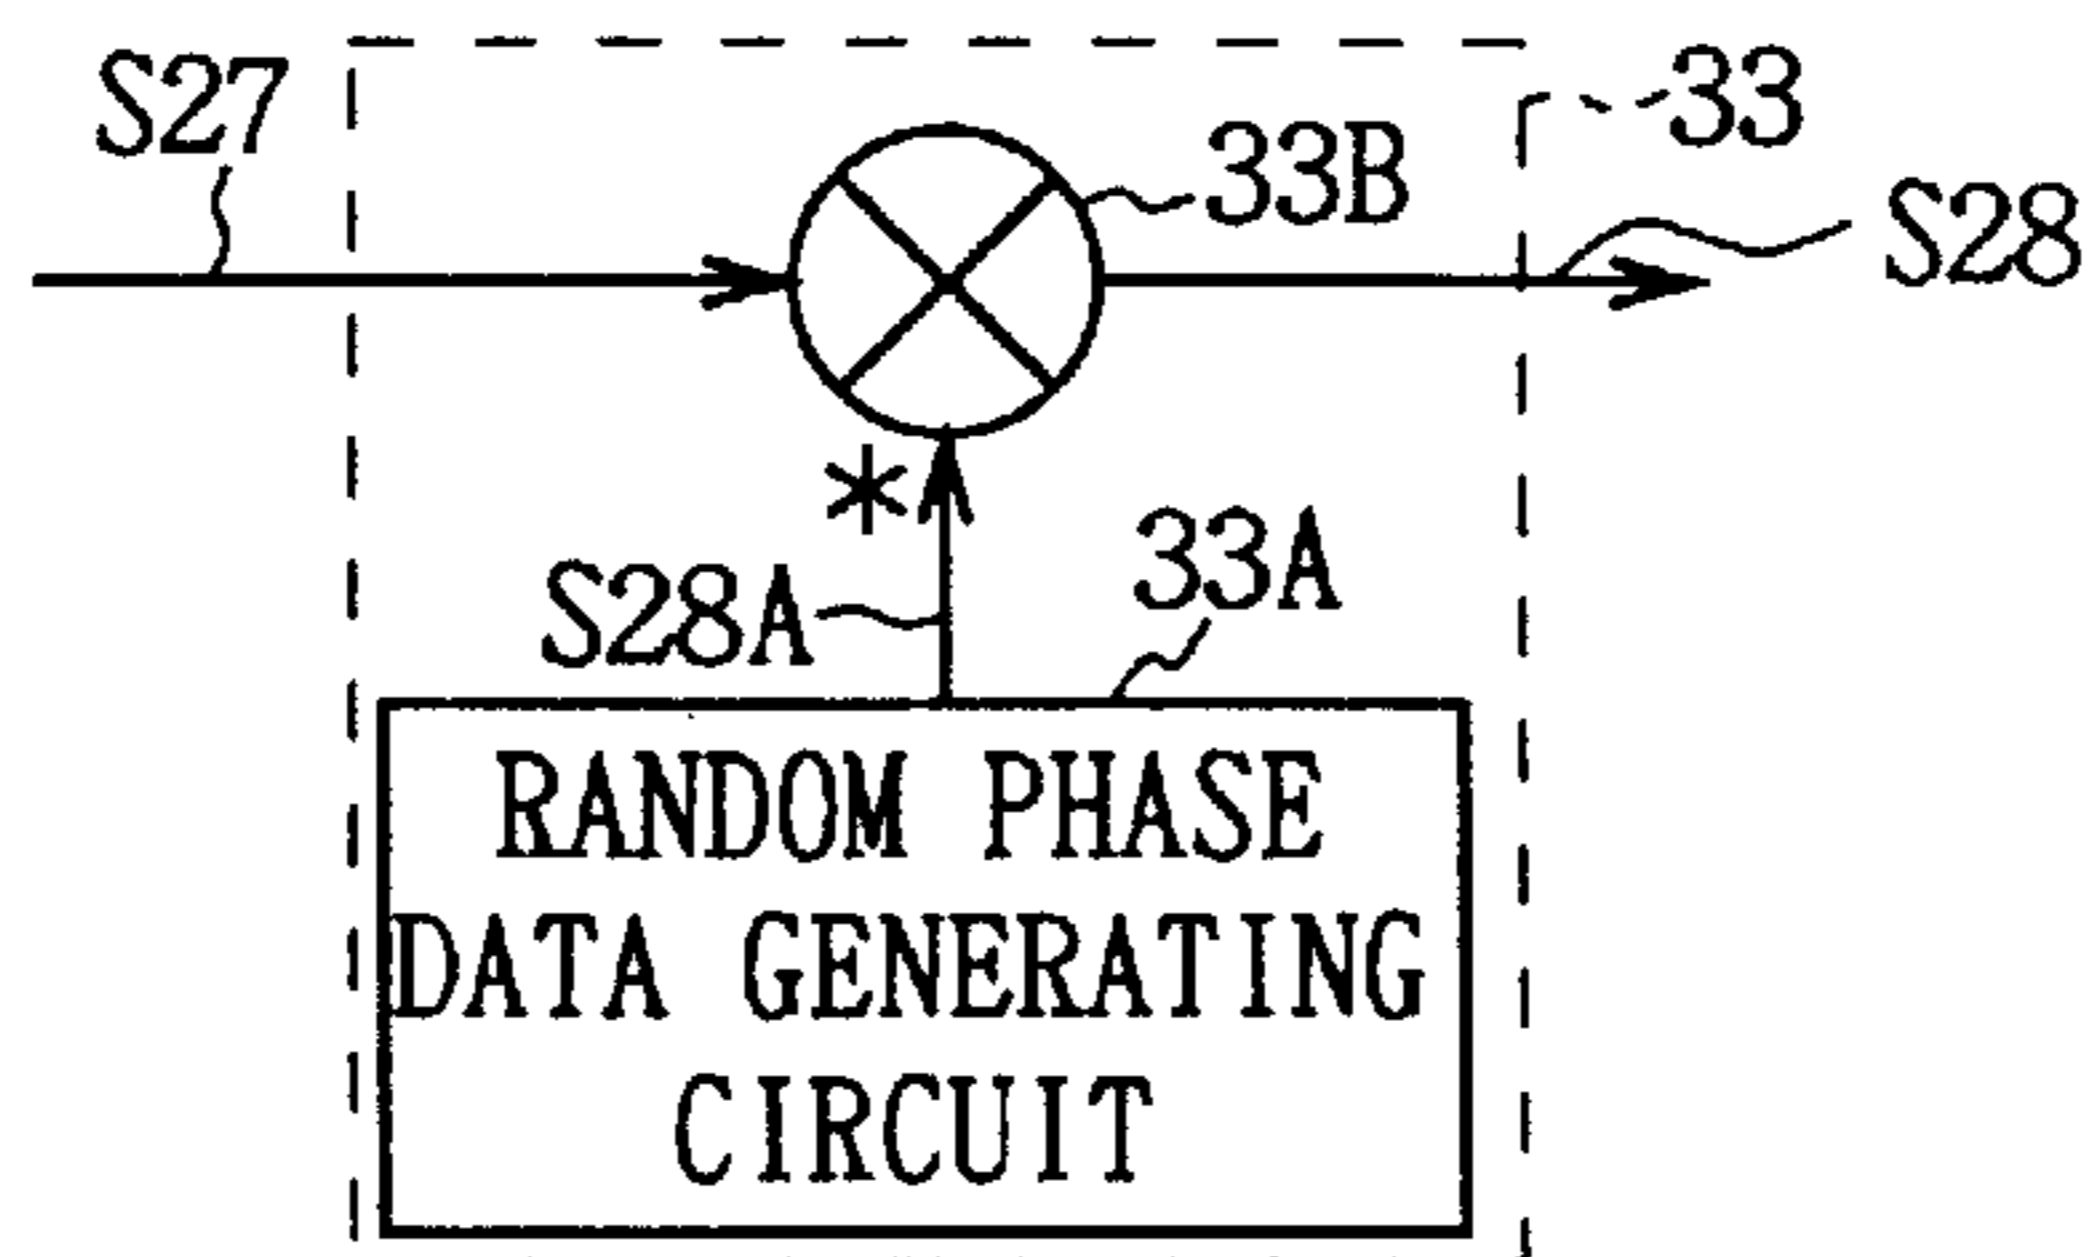 S27
33
33B
S28
*
S28A
33A
RANDOM PHASE
DATA GENERATING
CIRCUIT